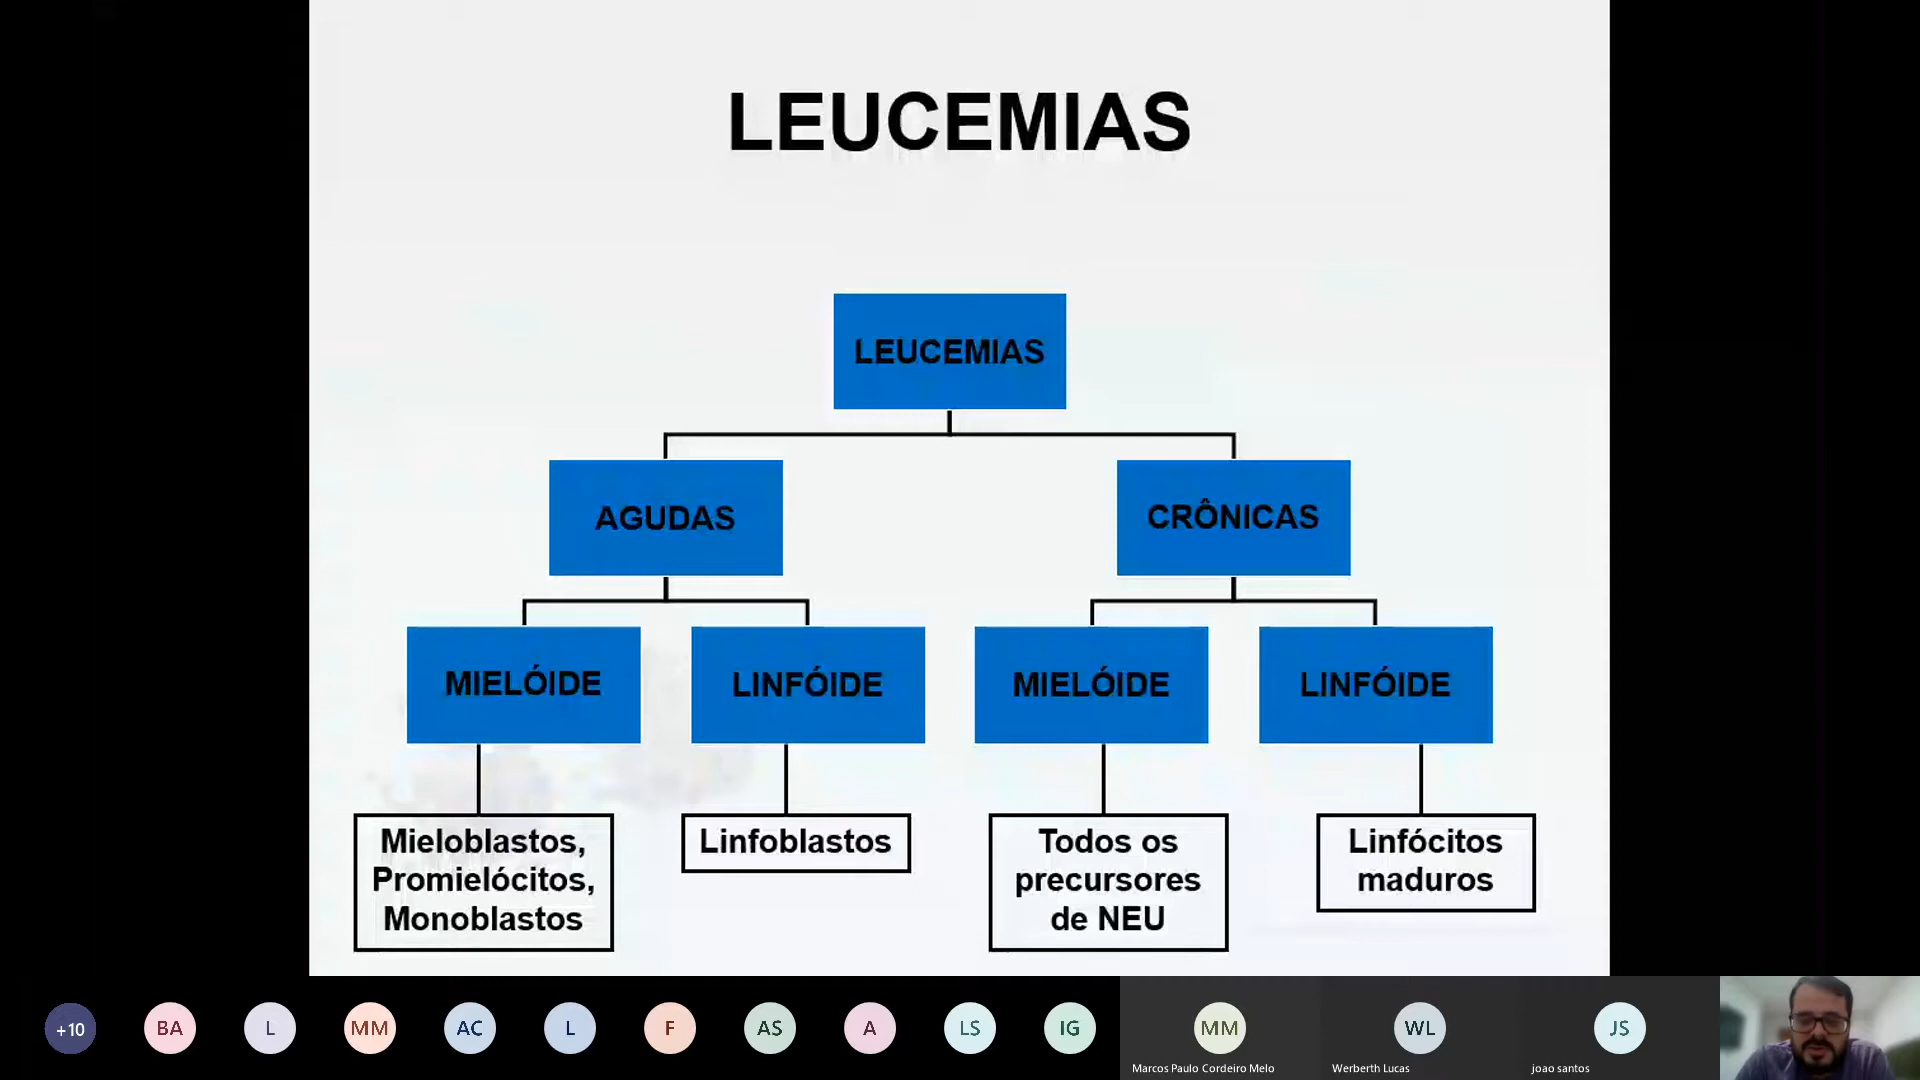 LEUCEMIAS
LEUCEMIAS
AGUDAS
CRÔNICAS
MIELÓIDE
LINFÓIDE
MIELÓIDE
LINFÓIDE
Mieloblastos,
Promielócitos,
Monoblastos
Linfoblastos
Todos os
precursores
de NEU
Linfócitos
maduros
+10
BA
L
MM
AC
L
F
AS
A
LS
IG
MM
WL
JS
Marcos Paulo Cordeiro Melo
Werberth Lucas
joao santos